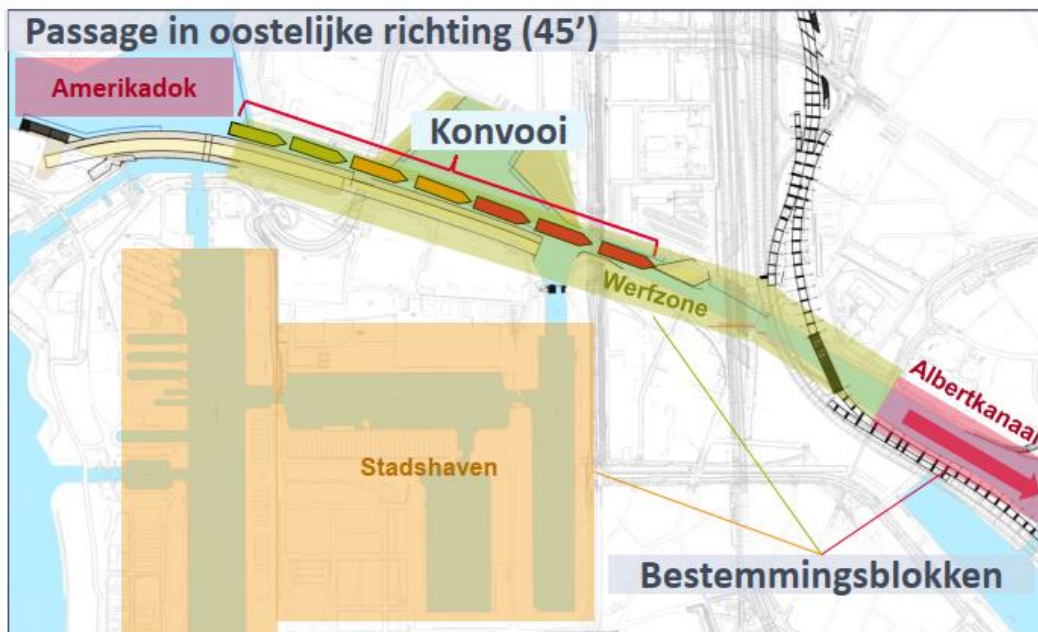 Passage in oostelijke richting (45’)
Amerikadok
Konvooi
Werfzone
Albertkanaal
Stadshaven
Bestemmingsblokken